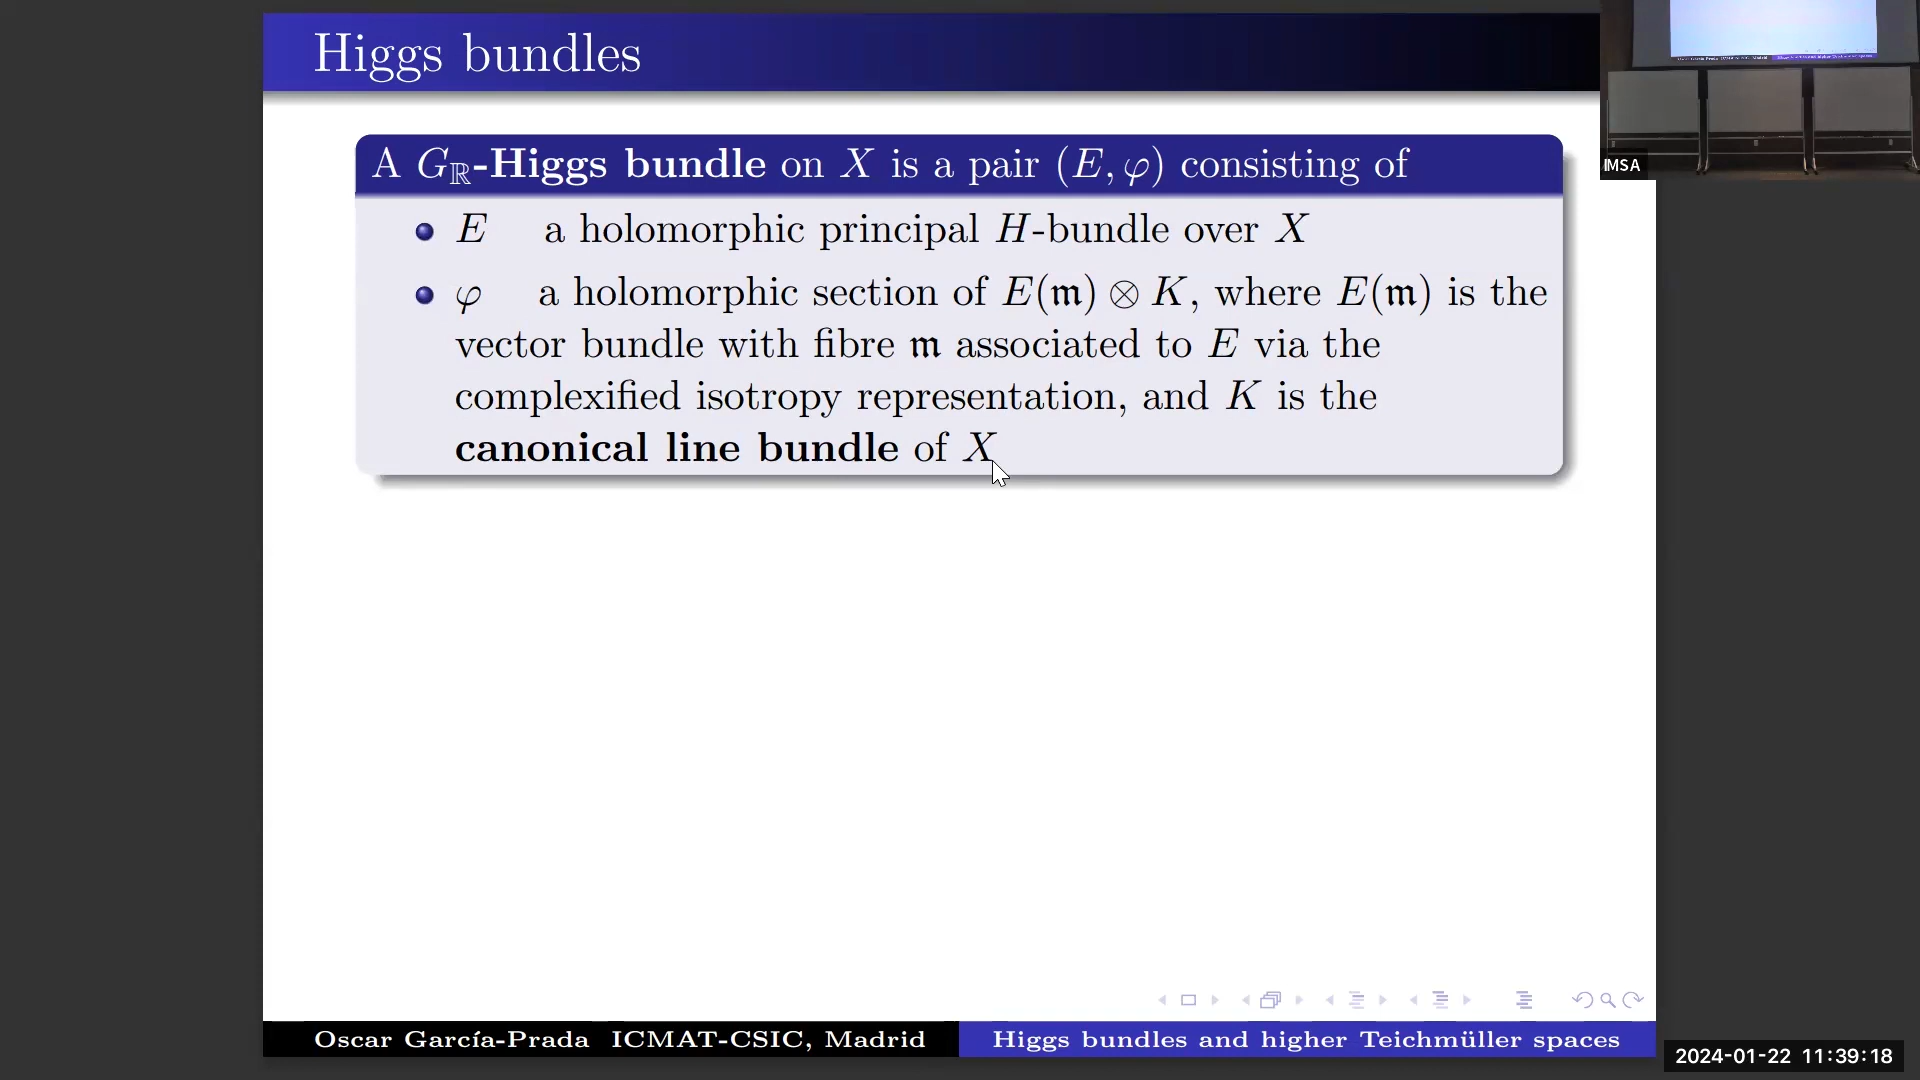 Higgs bundles
A G_ℝ-Higgs bundle on X is a pair (E, φ) consisting of
E a holomorphic principal H-bundle over X
φ a holomorphic section of E(𝔪) ⊗ K, where E(𝔪) is the
vector bundle with fibre 𝔪 associated to E via the
complexified isotropy representation, and K is the
canonical line bundle of X
IMSA
Oscar García-Prada ICMAT-CSIC, Madrid
Higgs bundles and higher Teichmüller spaces
2024-01-22 11:39:18